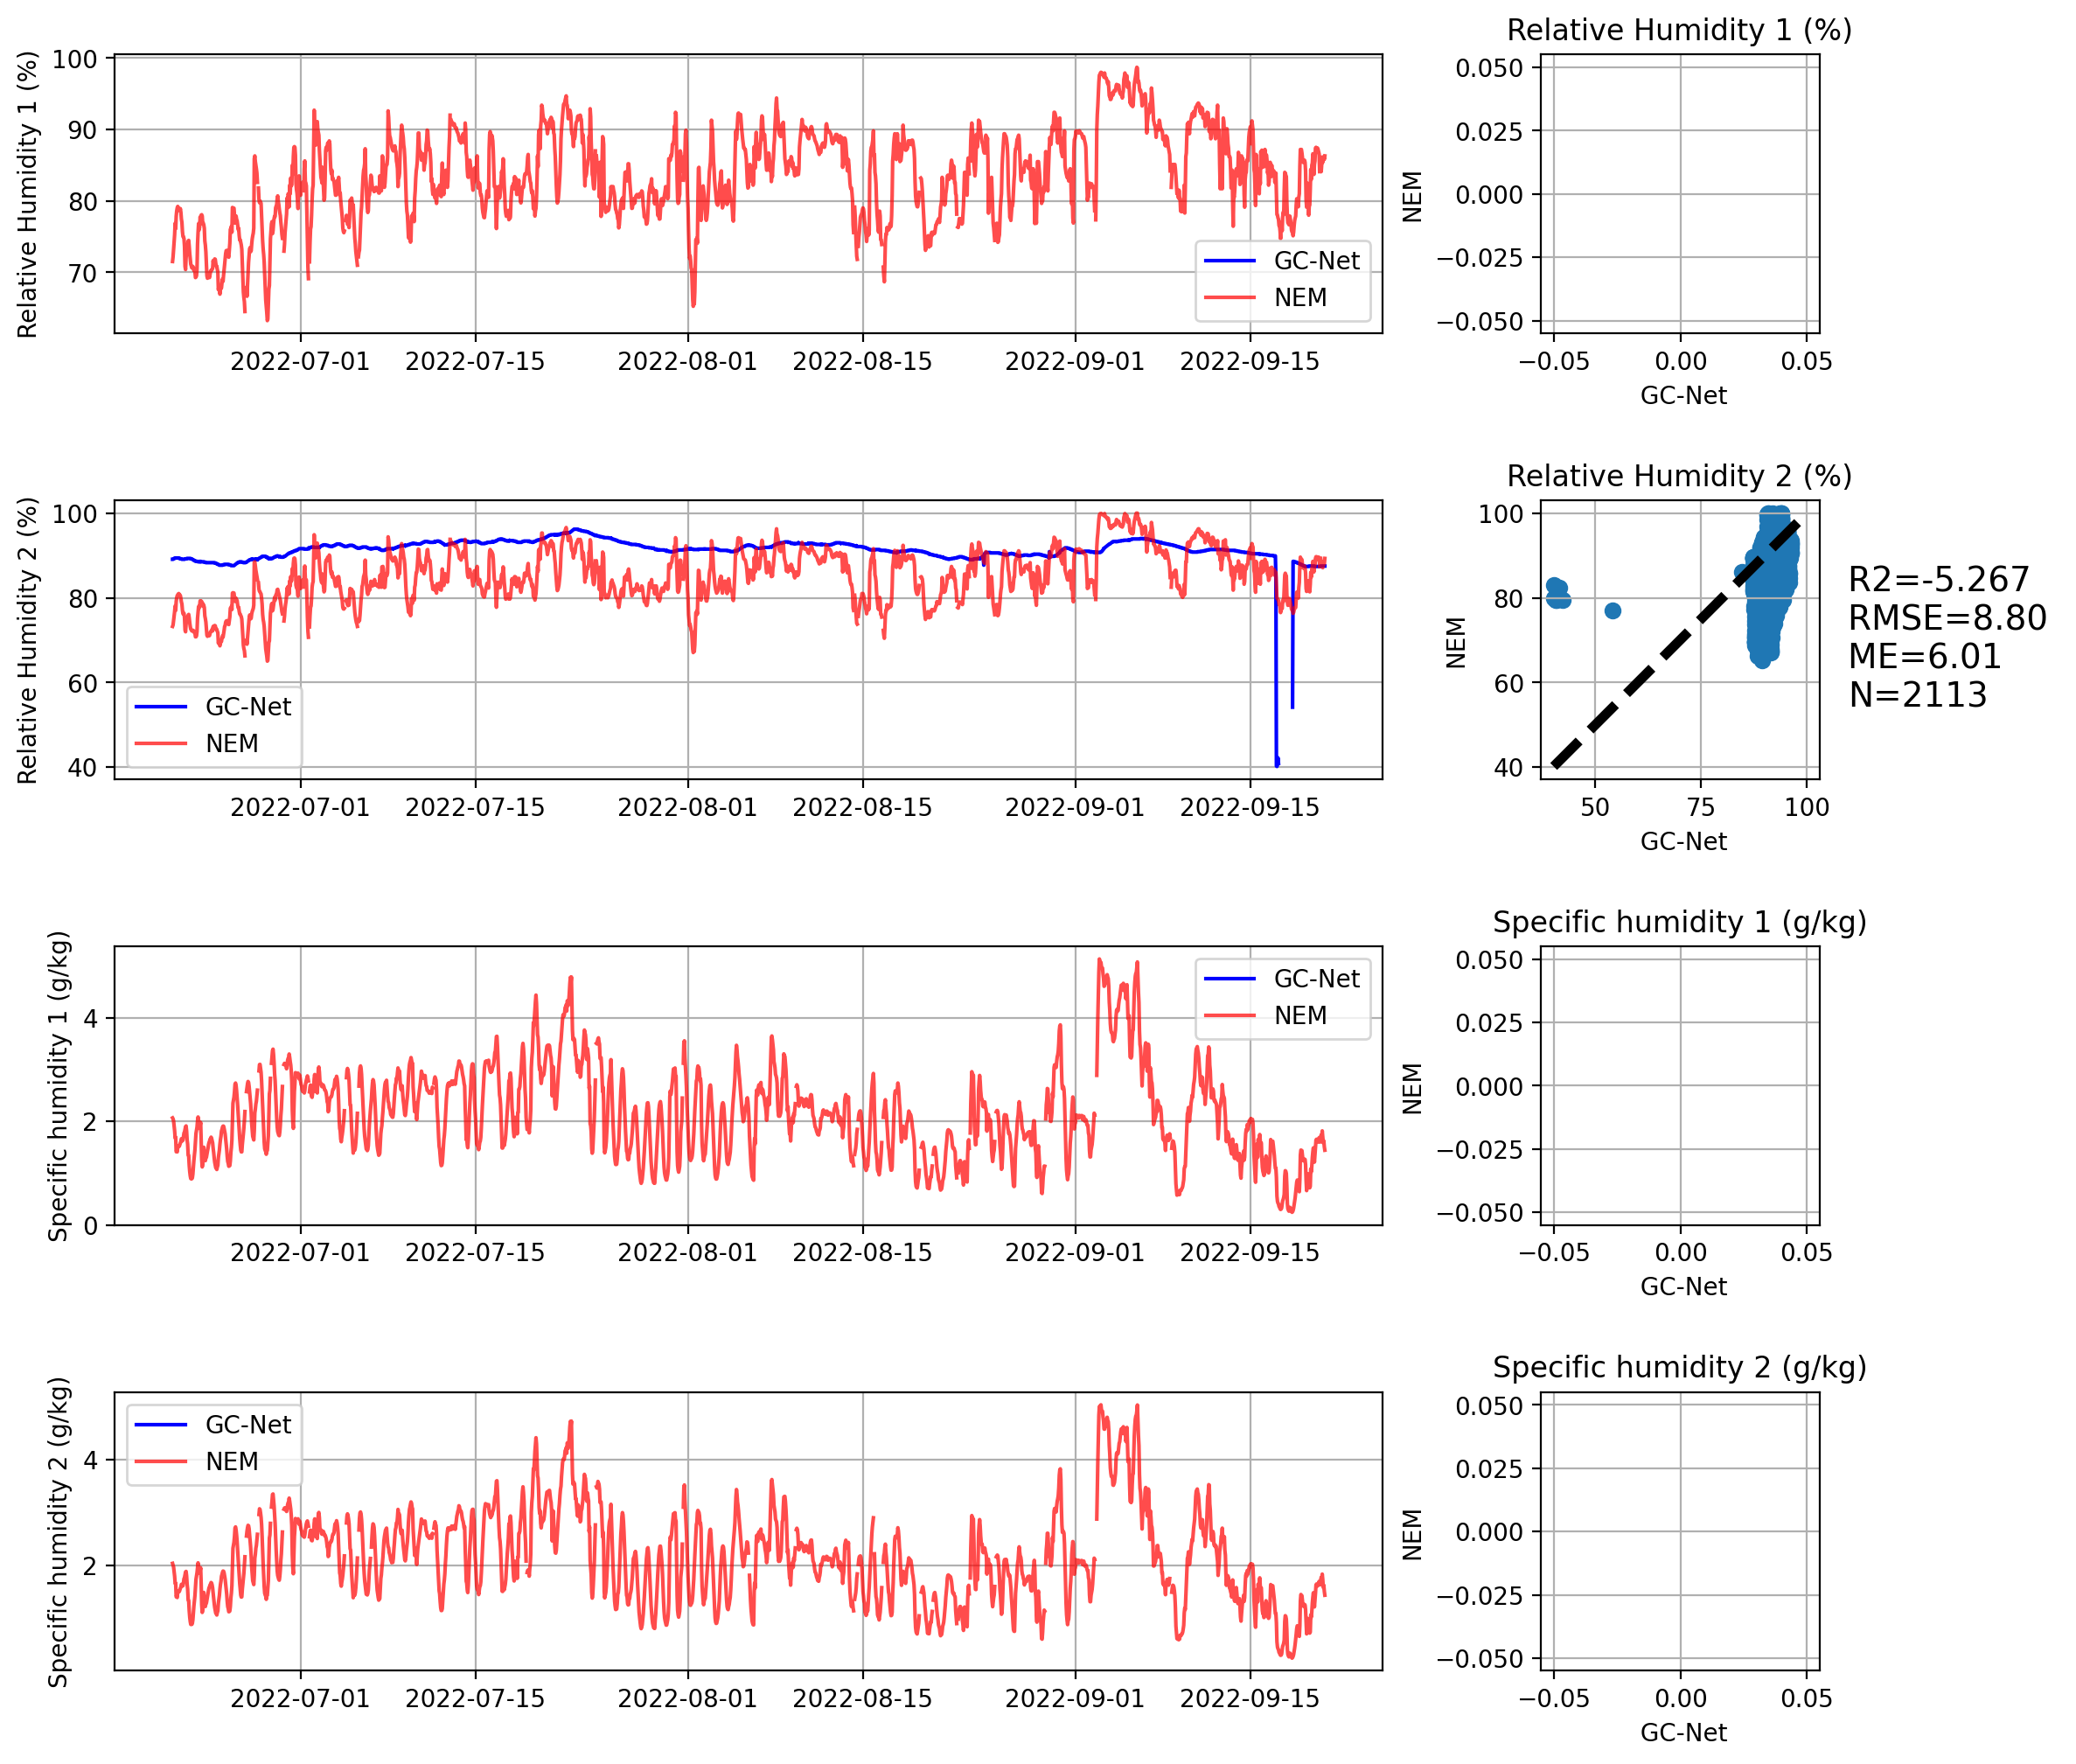 Relative Humidity 1 (%)
100
90
80
70
Relative Humidity 1 (%)
GC-Net
NEM
2022-07-01 2022-07-15 2022-08-01 2022-08-15 2022-09-01 2022-09-15
0.050
0.025
0.000
−0.025
−0.050
NEM
−0.05 0.00 0.05
GC-Net
Relative Humidity 2 (%)
100
80
60
40
Relative Humidity 2 (%)
GC-Net
NEM
2022-07-01 2022-07-15 2022-08-01 2022-08-15 2022-09-01 2022-09-15
100
80
60
40
NEM
50 75 100
GC-Net
R2=-5.267
RMSE=8.80
ME=6.01
N=2113
Specific humidity 1 (g/kg)
4
2
0
Specific humidity 1 (g/kg)
GC-Net
NEM
2022-07-01 2022-07-15 2022-08-01 2022-08-15 2022-09-01 2022-09-15
0.050
0.025
0.000
−0.025
−0.050
NEM
−0.05 0.00 0.05
GC-Net
Specific humidity 2 (g/kg)
4
2
Specific humidity 2 (g/kg)
GC-Net
NEM
2022-07-01 2022-07-15 2022-08-01 2022-08-15 2022-09-01 2022-09-15
0.050
0.025
0.000
−0.025
−0.050
NEM
−0.05 0.00 0.05
GC-Net